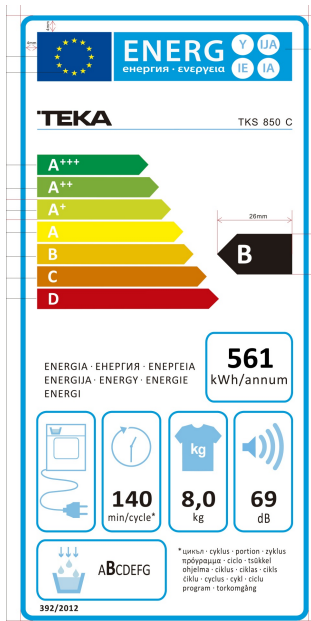 ENERG
Y IJA
енергия · ενεργεια
IE IA
TEKA
TKS 850 C
A+++
A++
A+
A
B
C
D
26mm
B
561
kWh/annum
ENERGIA · ЕНЕРГИЯ · ΕΝΕΡΓΕΙΑ
ENERGIJA · ENERGY · ENERGIE
ENERGI
kg
140
min/cycle*
8,0
kg
69
dB
ABCDEFG
*цикъл · cyklus · portion · zyklus
πρόγραμμα · ciclo · tsükkel
ohjelma · ciklus · ciklas · cikls
ċiklu · cyclus · cykl · ciclu
program · torkomgång
392/2012